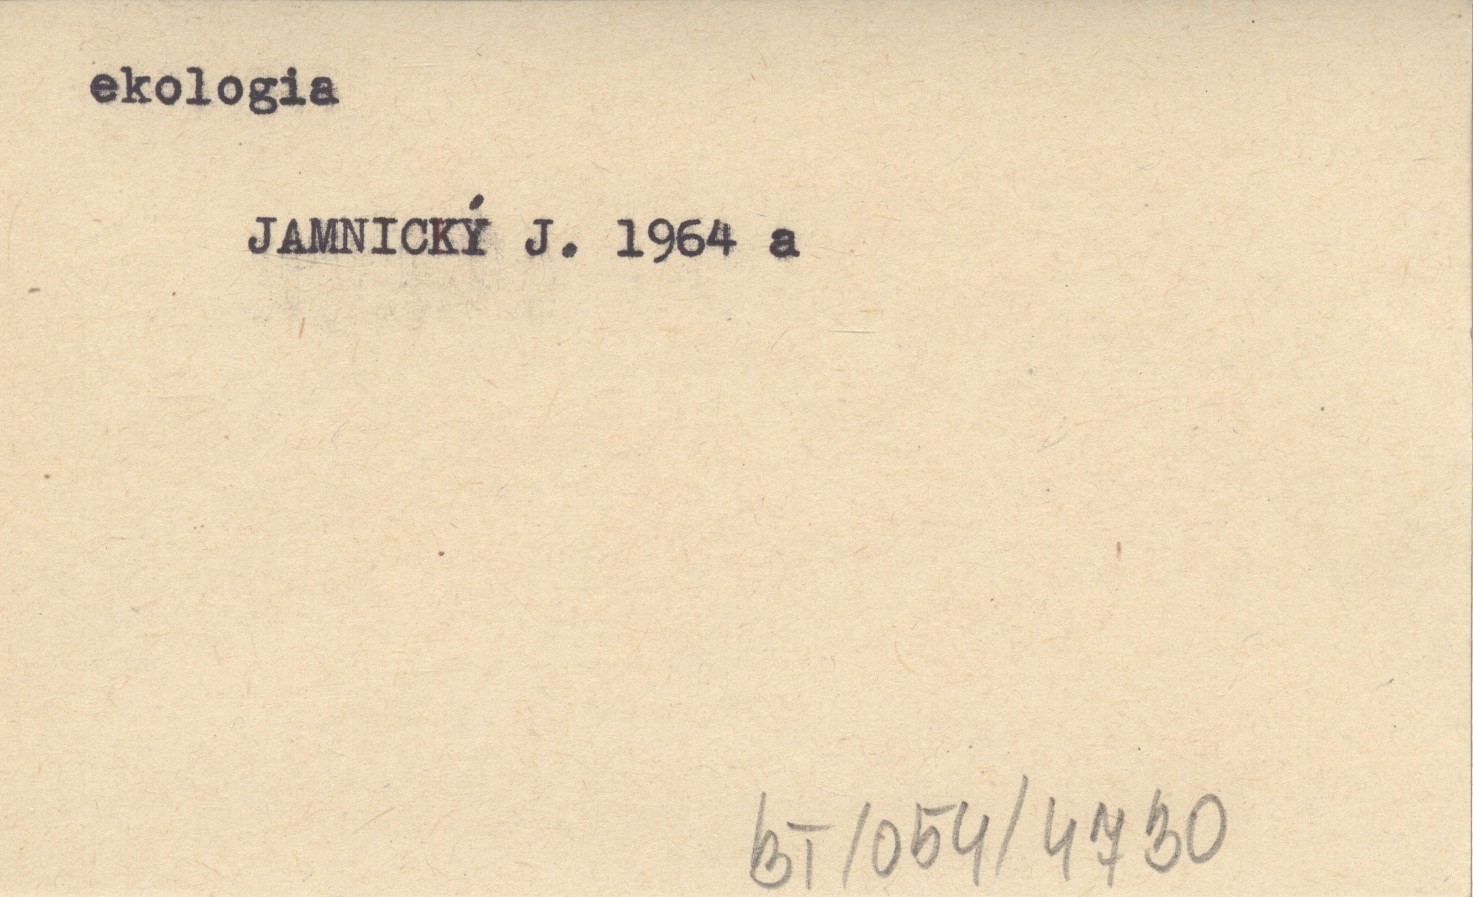 ekologia
JAMNICKÝ J. 1964 a
BT/054/4730